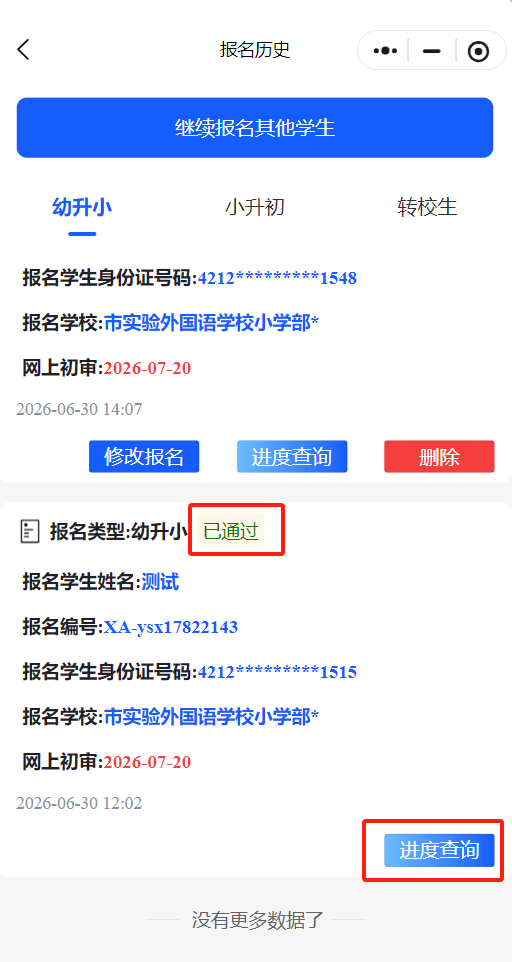 报名历史
继续报名其他学生
幼升小 小升初 转校生
报名学生身份证号码:4212*********1548
报名学校:市实验外国语学校小学部*
网上初审:2026-07-20
2026-06-30 14:07
修改报名 进度查询 删除
报名类型:幼升小 已通过
报名学生姓名:测试
报名编号:XA-ysx17822143
报名学生身份证号码:4212*********1515
报名学校:市实验外国语学校小学部*
网上初审:2026-07-20
2026-06-30 12:02
进度查询
没有更多数据了